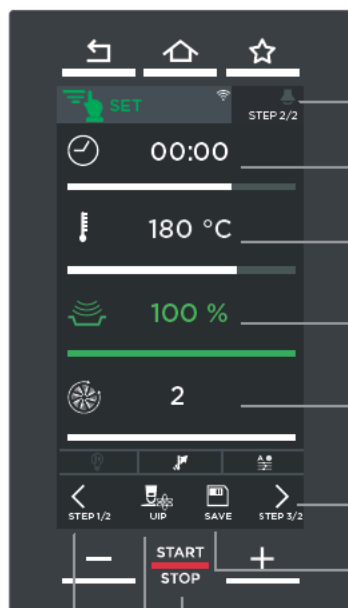 SET
STEP 2/2
00:00
180 °C
100 %
2
STEP 1/2 UIP SAVE STEP 3/2
START
STOP